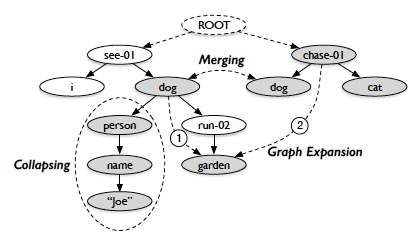 ROOT
see-01
Merging
chase-01
i
dog
dog
cat
person
1
run-02
2
Collapsing
name
garden
Graph Expansion
"Joe"